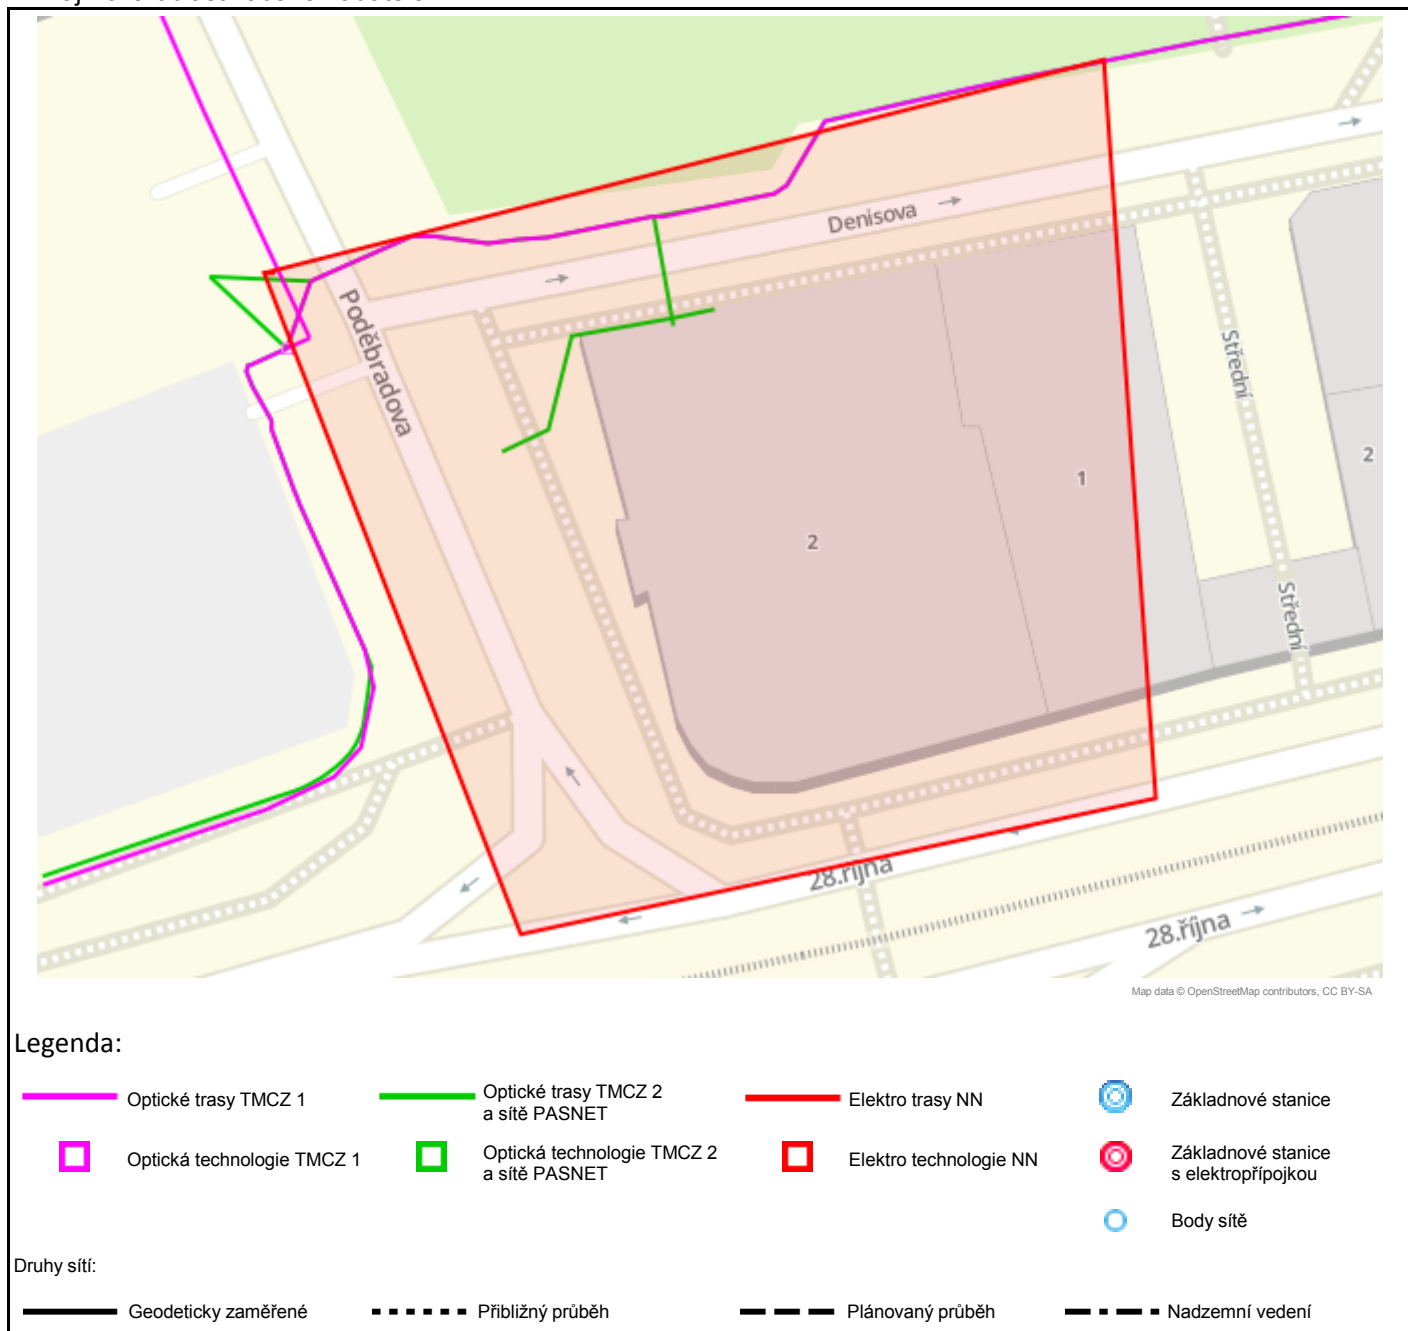 Denisova
Poděbradova
Střední
2
1
2
Střední
28.října
28.října
Map data © OpenStreetMap contributors, CC BY-SA
Legenda:
Optické trasy TMCZ 1
Optické trasy TMCZ 2
a sítě PASNET
Elektro trasy NN
Základnové stanice
Optická technologie TMCZ 1
Optická technologie TMCZ 2
a sítě PASNET
Elektro technologie NN
Základnové stanice
s elektropřípojkou
Body sítě
Druhy sítí:
Geodeticky zaměřené
Přibližný průběh
Plánovaný průběh
Nadzemní vedení